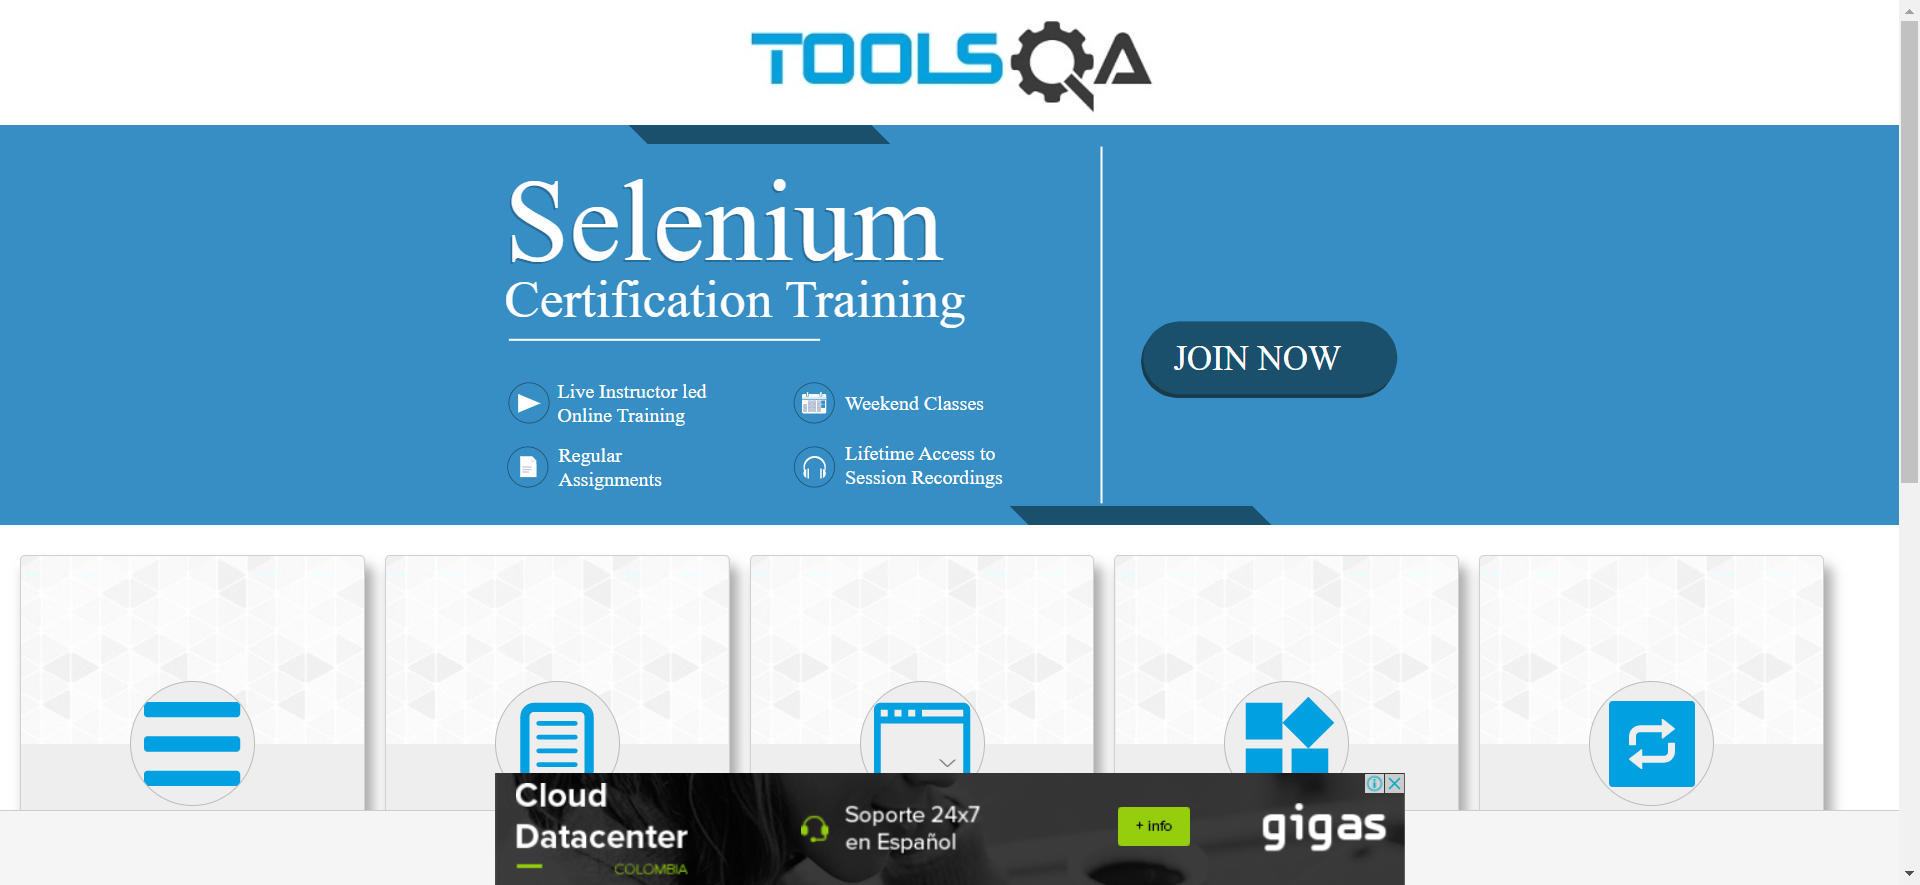 TOOLSQA
Selenium
Certification Training
JOIN NOW
Live Instructor led
Online Training
Weekend Classes
Regular
Assignments
Lifetime Access to
Session Recordings
Cloud
Datacenter
COLOMBIA
Soporte 24x7
en Español
+ info
gigas